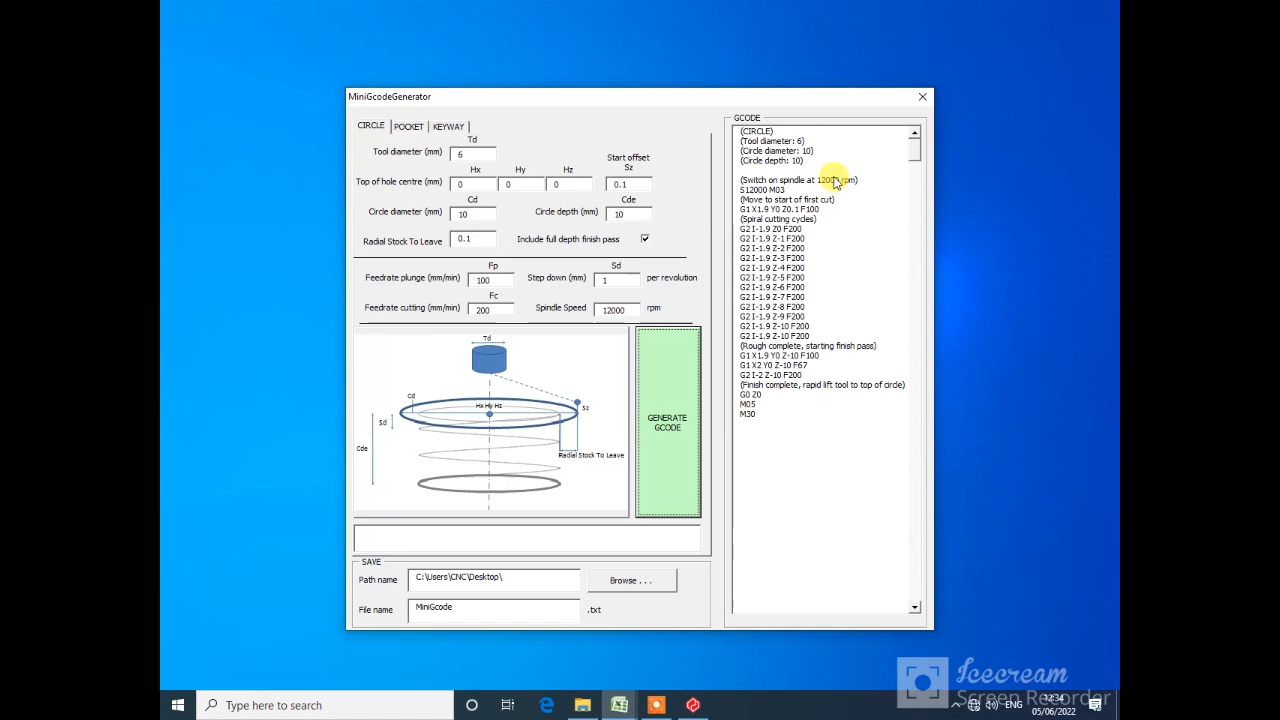 MiniGcodeGenerator
CIRCLE POCKET KEYWAY
Td
Tool diameter (mm) 6
Hx Hy Hz Start offset Sz
Top of hole centre (mm) 0 0 0 0.1
Cd Cde
Circle diameter (mm) 10 Circle depth (mm) 10
Radial Stock To Leave 0.1 Include full depth finish pass
Fp Sd
Feedrate plunge (mm/min) 100 Step down (mm) 1 per revolution
Fc
Feedrate cutting (mm/min) 200 Spindle Speed 12000 rpm
Td
Cd
Hx Hy Hz
Sz
Sd
Cde
Radial Stock To Leave
GENERATE
GCODE
SAVE
Path name C:\Users\CNC\Desktop\ Browse . . .
File name MiniGcode .txt
GCODE
(CIRCLE)
(Tool diameter: 6)
(Circle diameter: 10)
(Circle depth: 10)
(Switch on spindle at 12000 rpm)
S12000 M03
(Move to start of first cut)
G1 X1.9 Y0 Z0.1 F100
(Spiral cutting cycles)
G2 I-1.9 Z0 F200
G2 I-1.9 Z-1 F200
G2 I-1.9 Z-2 F200
G2 I-1.9 Z-3 F200
G2 I-1.9 Z-4 F200
G2 I-1.9 Z-5 F200
G2 I-1.9 Z-6 F200
G2 I-1.9 Z-7 F200
G2 I-1.9 Z-8 F200
G2 I-1.9 Z-9 F200
G2 I-1.9 Z-10 F200
G2 I-1.9 Z-10 F200
(Rough complete, starting finish pass)
G1 X1.9 Y0 Z-10 F100
G1 X2 Y0 Z-10 F67
G2 I-2 Z-10 F200
(Finish complete, rapid lift tool to top of circle)
G0 Z0
M05
M30
Icecream
Screen Recorder
Type here to search
ENG
12:34
05/06/2022